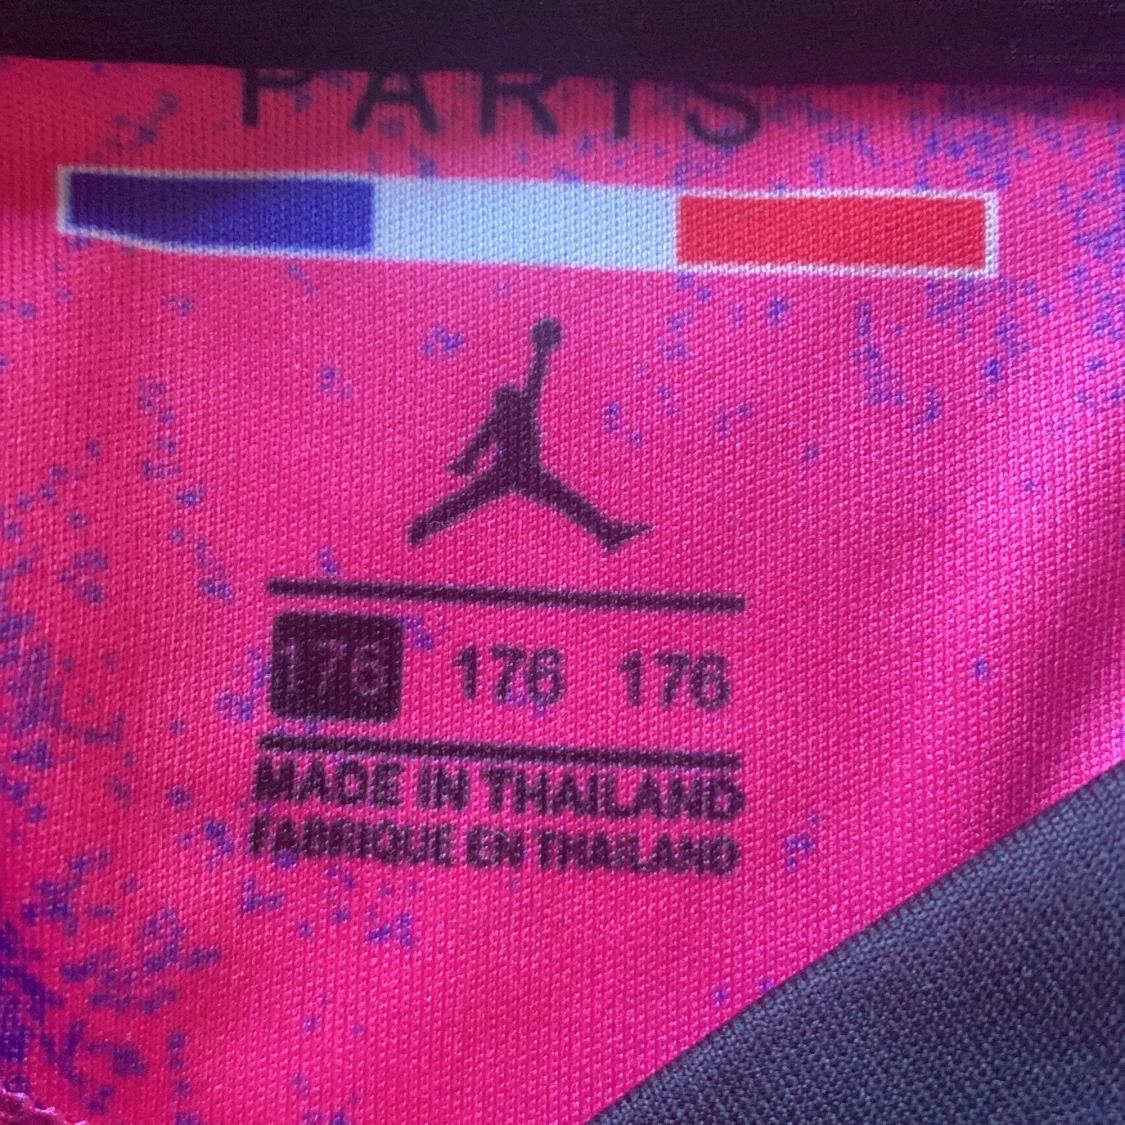 PARIS
176 176 176
MADE IN THAILAND
FABRIQUE EN THAILAND